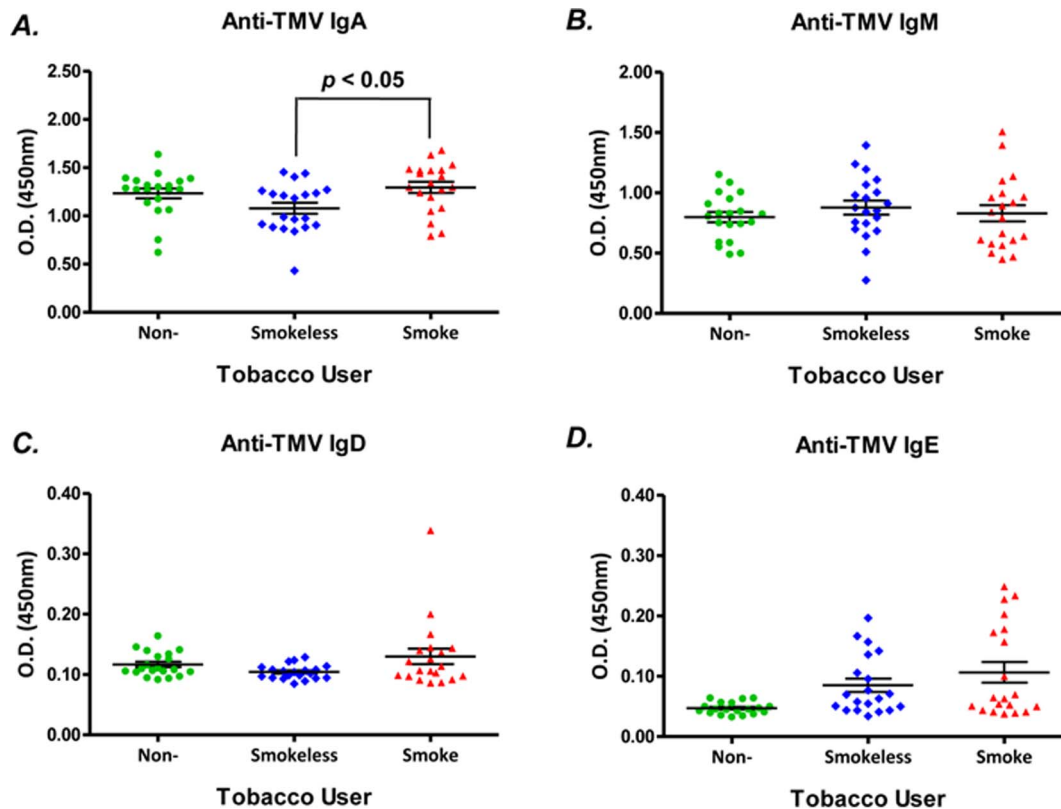 A.
Anti-TMV IgA
p < 0.05
O.D. (450nm)
2.50
2.00
1.50
1.00
0.50
0.00
Non-
Smokeless
Smoke
Tobacco User
B.
Anti-TMV IgM
O.D. (450nm)
2.00
1.50
1.00
0.50
0.00
Non-
Smokeless
Smoke
Tobacco User
C.
Anti-TMV IgD
O.D. (450nm)
0.40
0.30
0.20
0.10
0.00
Non-
Smokeless
Smoke
Tobacco User
D.
Anti-TMV IgE
O.D. (450nm)
0.40
0.30
0.20
0.10
0.00
Non-
Smokeless
Smoke
Tobacco User